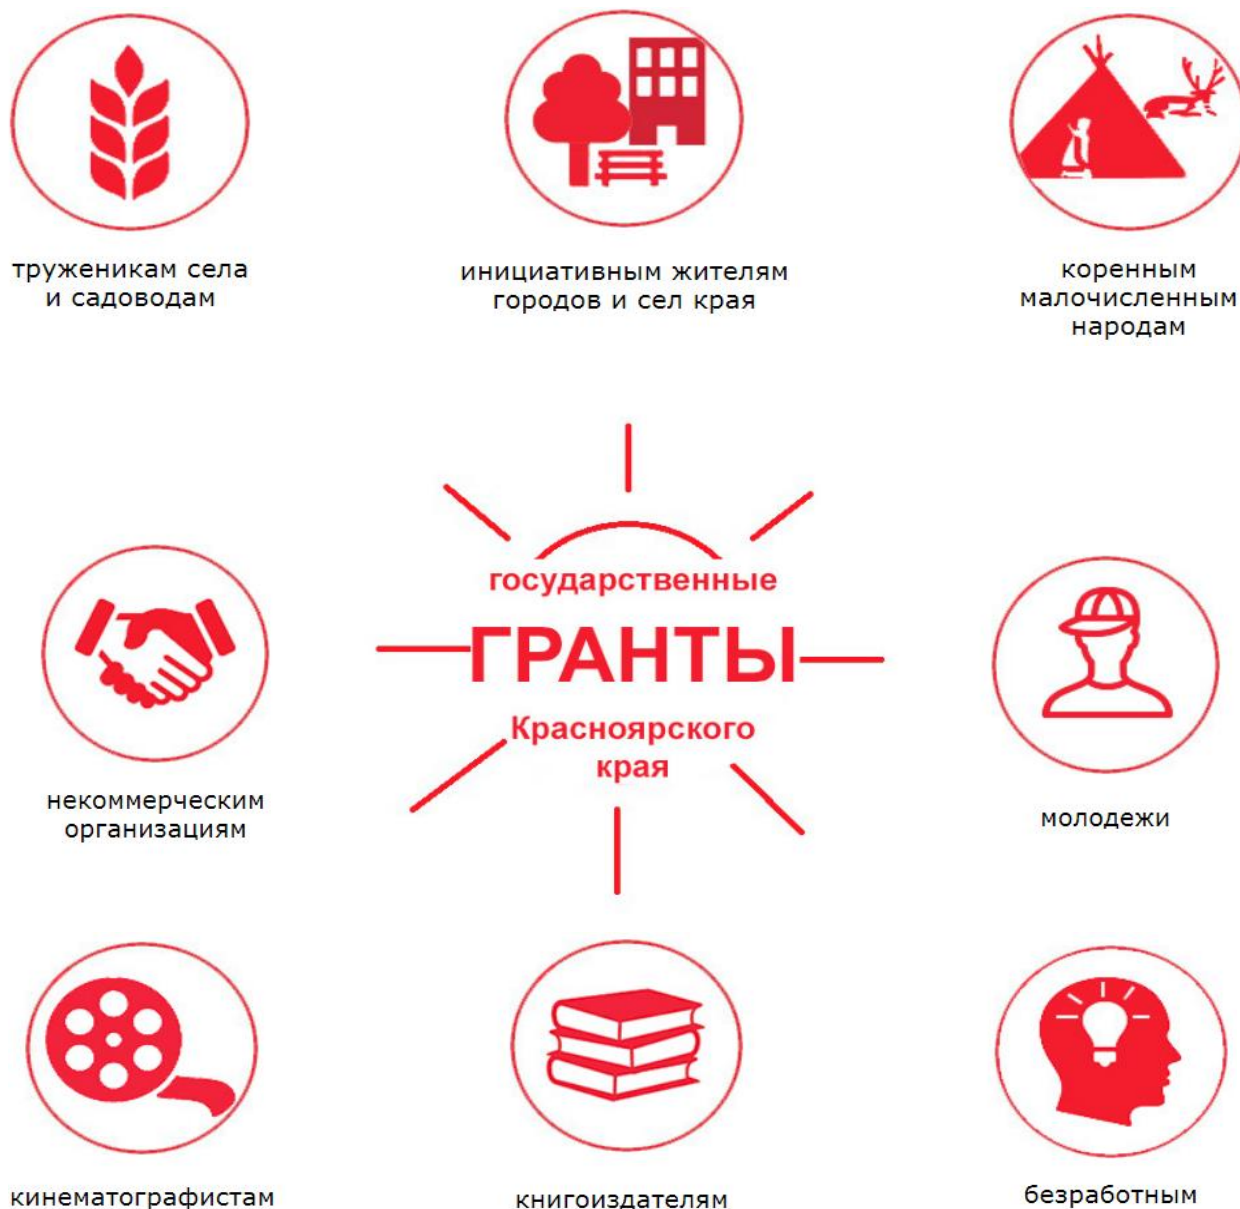 труженикам села
и садоводам
инициативным жителям
городов и сел края
коренным
малочисленным
народам
государственные
ГРАНТЫ
Красноярского
края
некоммерческим
организациям
молодежи
кинематографистам
книгоиздателям
безработным